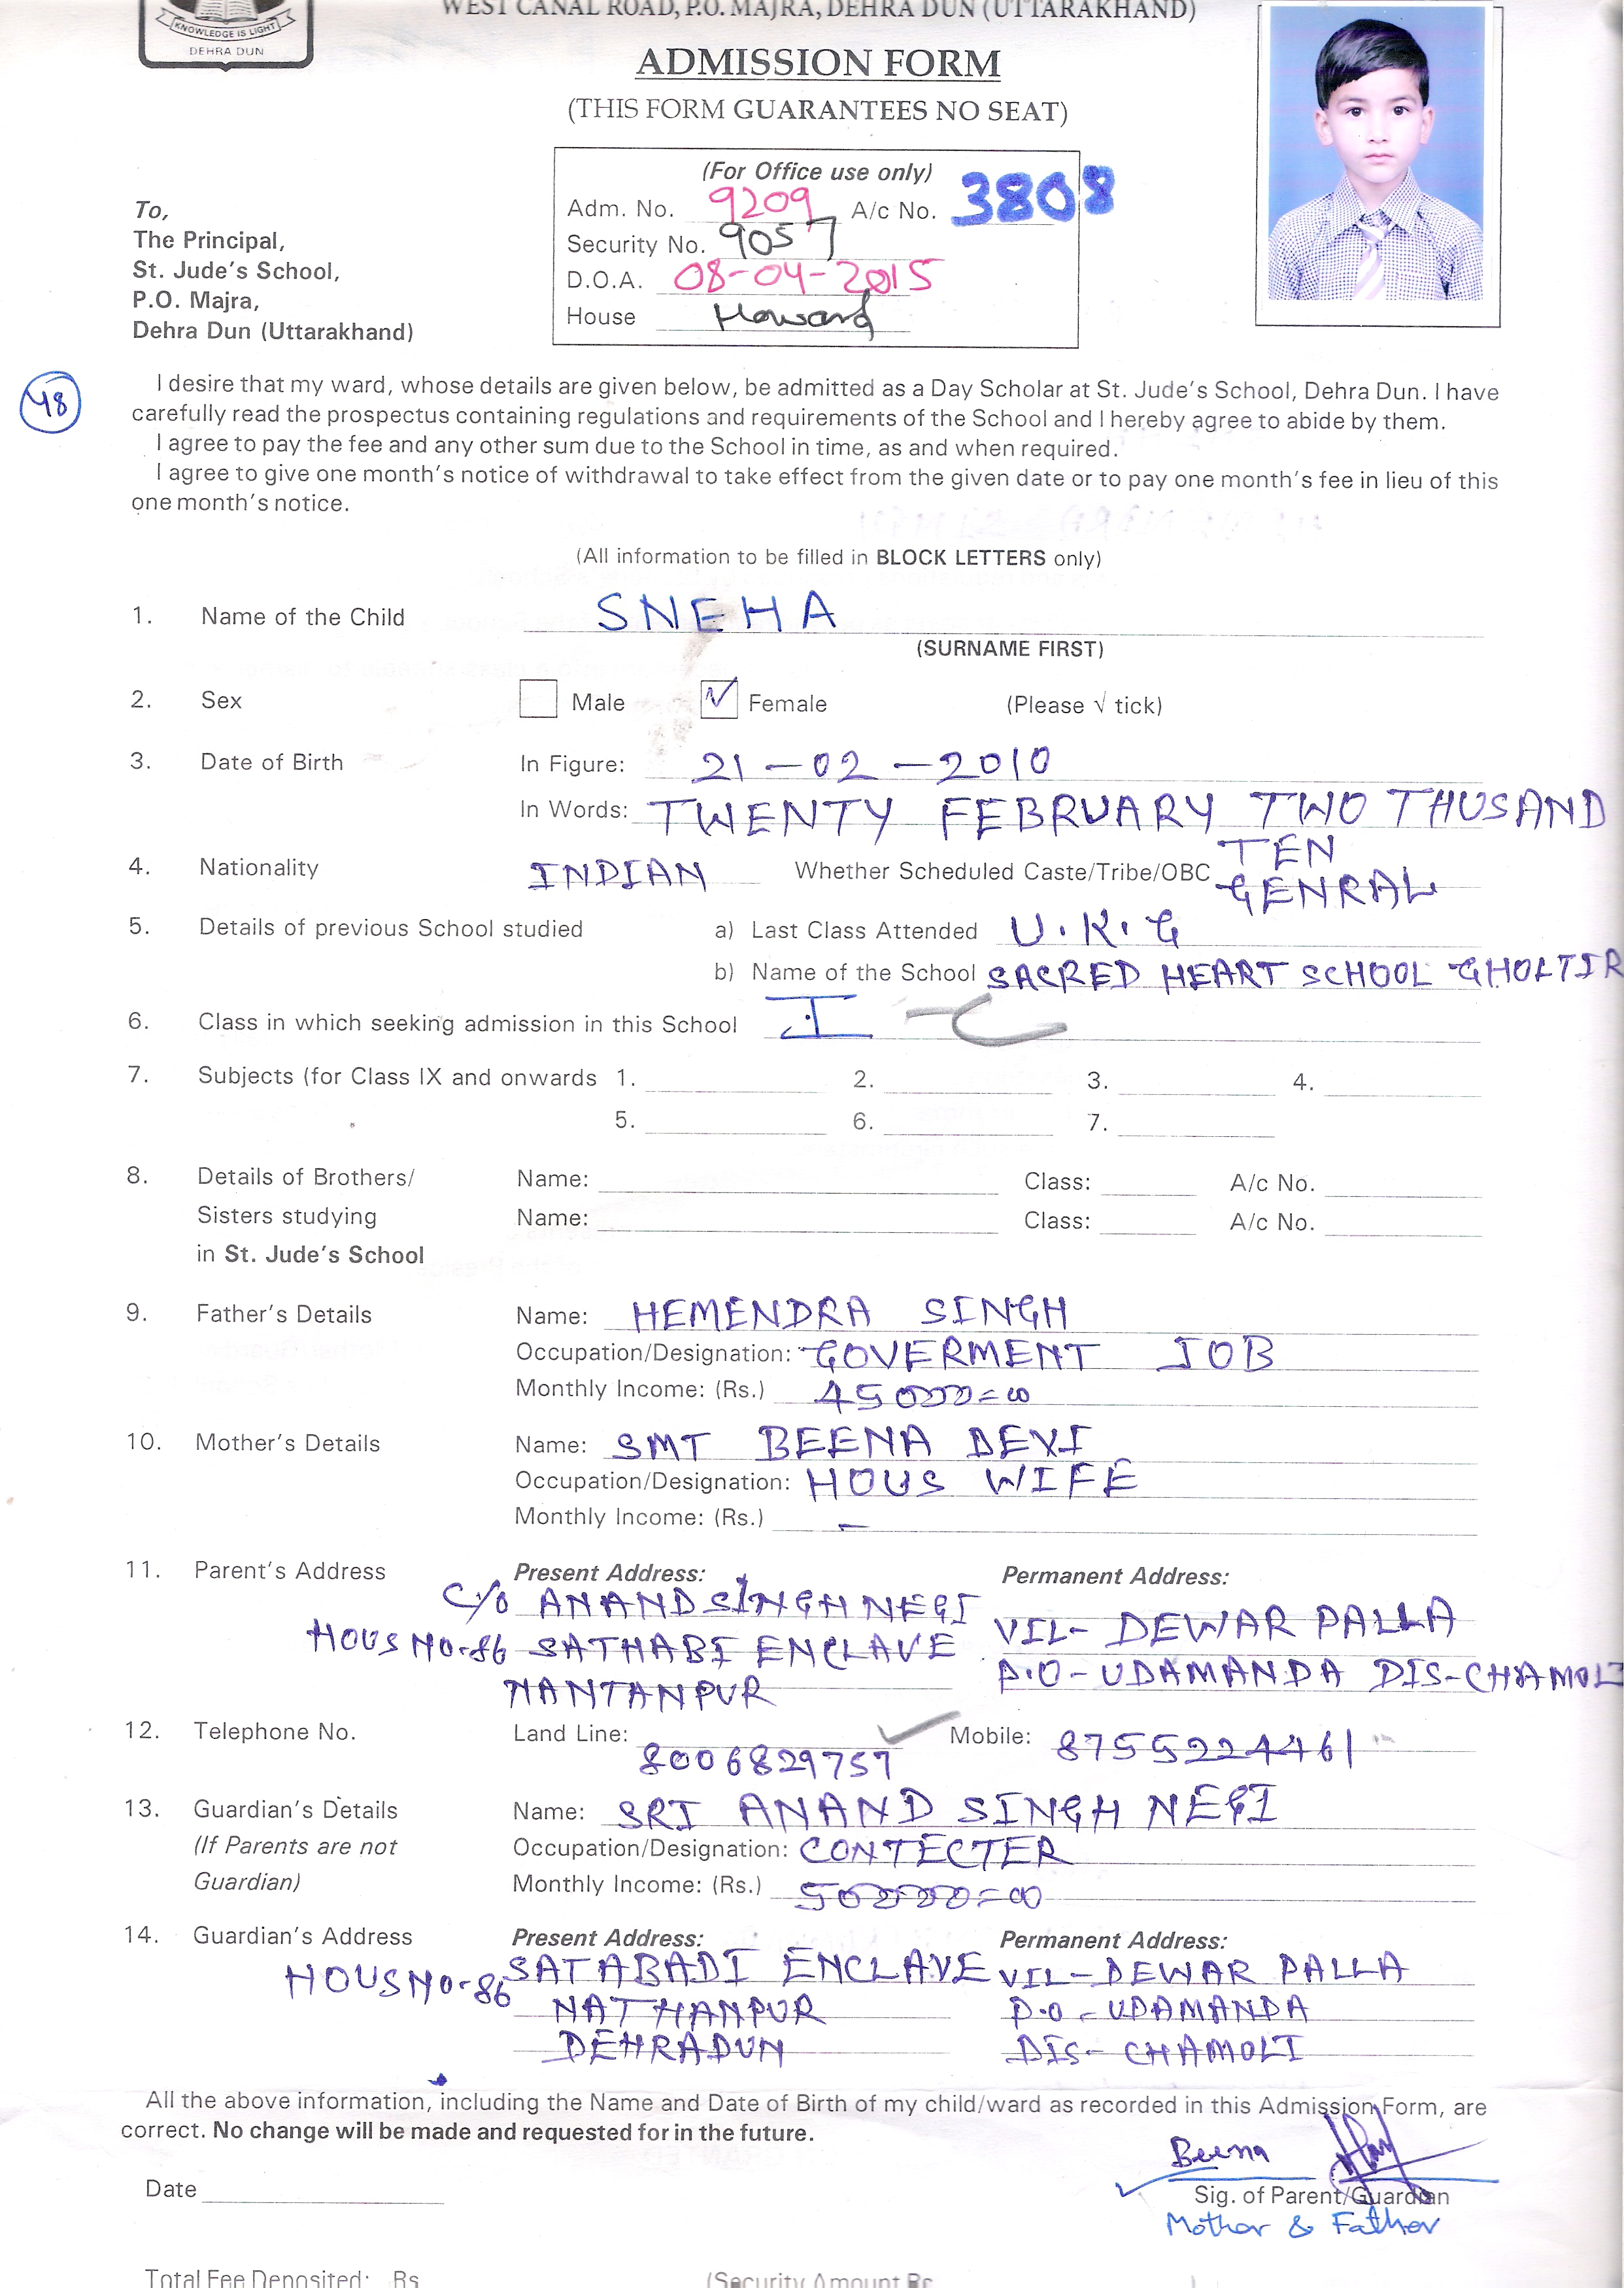 WEST CANAL ROAD, P.O. MAJRA, DEHRA DUN (UTTARAKHAND)
KNOWLEDGE IS LIGHT
DEHRA DUN
ADMISSION FORM
(THIS FORM GUARANTEES NO SEAT)
(For Office use only)
Adm. No. 9209 A/c No. 3808
Security No. 9057
D.O.A. 08-04-2015
House Howard
To,
The Principal,
St. Jude's School,
P.O. Majra,
Dehra Dun (Uttarakhand)
48
I desire that my ward, whose details are given below, be admitted as a Day Scholar at St. Jude's School, Dehra Dun. I have
carefully read the prospectus containing regulations and requirements of the School and I hereby agree to abide by them.
I agree to pay the fee and any other sum due to the School in time, as and when required.
I agree to give one month's notice of withdrawal to take effect from the given date or to pay one month's fee in lieu of this
one month's notice.
(All information to be filled in BLOCK LETTERS only)
1. Name of the Child SNEHA
(SURNAME FIRST)
2. Sex Male √ Female (Please √ tick)
3. Date of Birth In Figure: 21-02-2010
In Words: TWENTY FEBRUARY TWO THUSAND
TEN
4. Nationality INDIAN Whether Scheduled Caste/Tribe/OBC GENRAL
5. Details of previous School studied a) Last Class Attended U.K.G
b) Name of the School SACRED HEART SCHOOL GHOLTIR
6. Class in which seeking admission in this School I - C
7. Subjects (for Class IX and onwards 1. 2. 3. 4.
5. 6. 7.
8. Details of Brothers/ Name: Class: A/c No.
Sisters studying Name: Class: A/c No.
in St. Jude's School
9. Father's Details Name: HEMENDRA SINGH
Occupation/Designation: GOVERMENT JOB
Monthly Income: (Rs.) 45000=00
10. Mother's Details Name: SMT BEENA DEVI
Occupation/Designation: HOUS WIFE
Monthly Income: (Rs.) -
11. Parent's Address Present Address: Permanent Address:
C/O ANAND SINGH NEGI VIL- DEWAR PALLA
HOUS NO-86 SATHABI ENCLAVE P.O-UDAMANDA DIS-CHAMOLI
NANTANPUR
12. Telephone No. Land Line: 8006829757 Mobile: 8755224461
13. Guardian's Details Name: SRI ANAND SINGH NEGI
(If Parents are not Occupation/Designation: CONTECTER
Guardian) Monthly Income: (Rs.) 50000=00
14. Guardian's Address Present Address: Permanent Address:
HOUS NO-86 SATABADI ENCLAVE VIL-DEWAR PALLA
NATHANPUR P.O-UDAMANDA
DEHRADUN DIS- CHAMOLI
All the above information, including the Name and Date of Birth of my child/ward as recorded in this Admission Form, are
correct. No change will be made and requested for in the future.
Beena
Date Sig. of Parent/Guardian
Mother & Father
Total Fee Deposited: Rs (Security Amount Rs